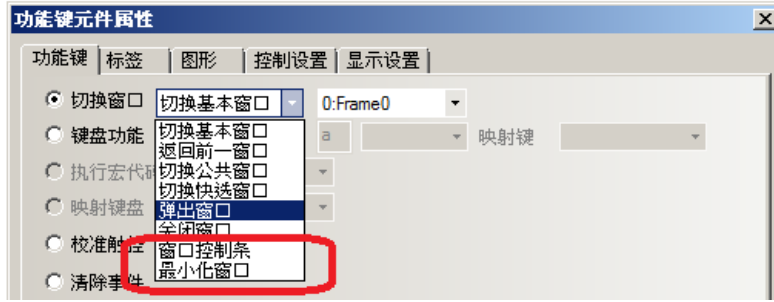 功能键元件属性
功能键 标签 图形 控制设置 显示设置
切换窗口 切换基本窗口 0:Frame0
键盘功能 切换基本窗口 a 映射键
返回前一窗口
执行宏代码 切换公共窗口
切换快选窗口
映射键盘 弹出窗口
关闭窗口
校准触控 窗口控制条
最小化窗口
清除事件